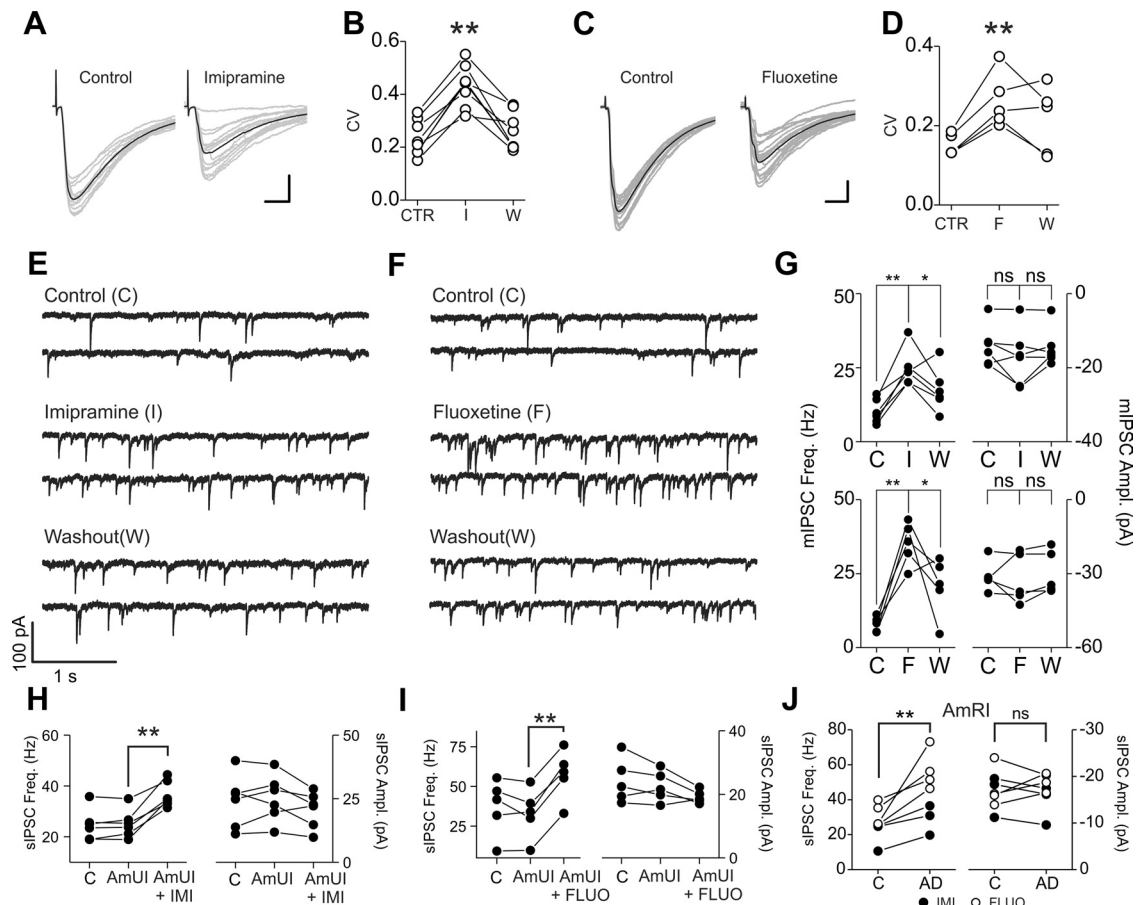 A
Control
Imipramine
B
**
CV
0.6
0.4
0.2
0.0
CTR
I
W
C
Control
Fluoxetine
D
**
CV
0.4
0.2
0.0
CTR
F
W
E
Control (C)
Imipramine (I)
Washout(W)
100 pA
1 s
F
Control (C)
Fluoxetine (F)
Washout(W)
G
mIPSC Freq. (Hz)
mIPSC Ampl. (pA)
** *
50
25
0
C I W
ns ns
0
-20
-40
C I W
** *
50
25
0
C F W
ns ns
0
-30
-60
C F W
H
sIPSC Freq. (Hz)
60
40
20
**
C AmUI AmUI
+ IMI
sIPSC Ampl. (pA)
50
25
0
C AmUI AmUI
+ IMI
I
sIPSC Freq. (Hz)
75
50
25
**
C AmUI AmUI
+ FLUO
sIPSC Ampl. (pA)
40
20
0
C AmUI AmUI
+ FLUO
J
AmRI
sIPSC Freq. (Hz)
80
60
40
20
0
**
C AD
ns
sIPSC Ampl. (pA)
-30
-20
-10
0
C AD
IMI FLUO